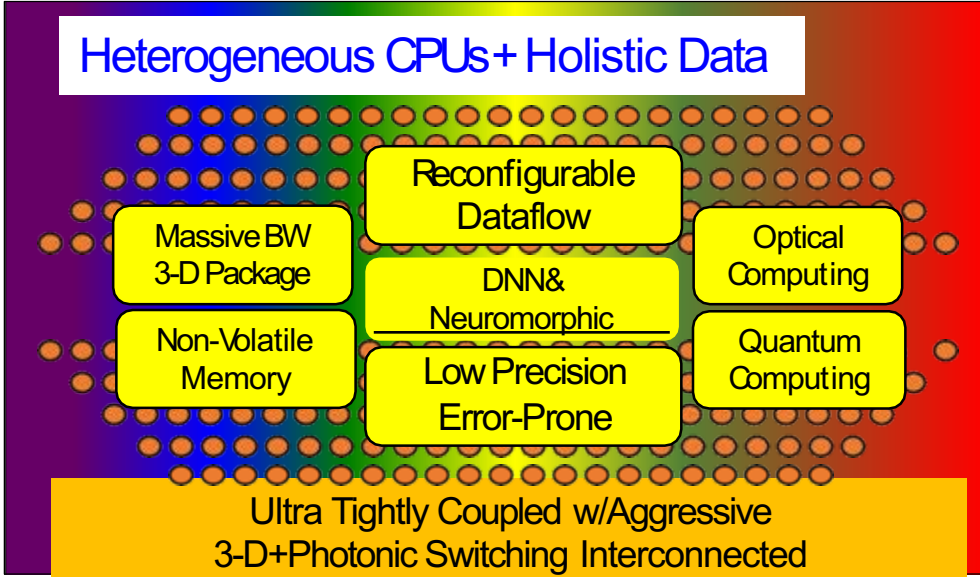 Heterogeneous CPUs+ Holistic Data
Reconfigurable
Dataflow
Massive BW
3-D Package
Optical
Computing
DNN&
Neuromorphic
Non-Volatile
Memory
Quantum
Computing
Low Precision
Error-Prone
Ultra Tightly Coupled w/Aggressive
3-D+Photonic Switching Interconnected